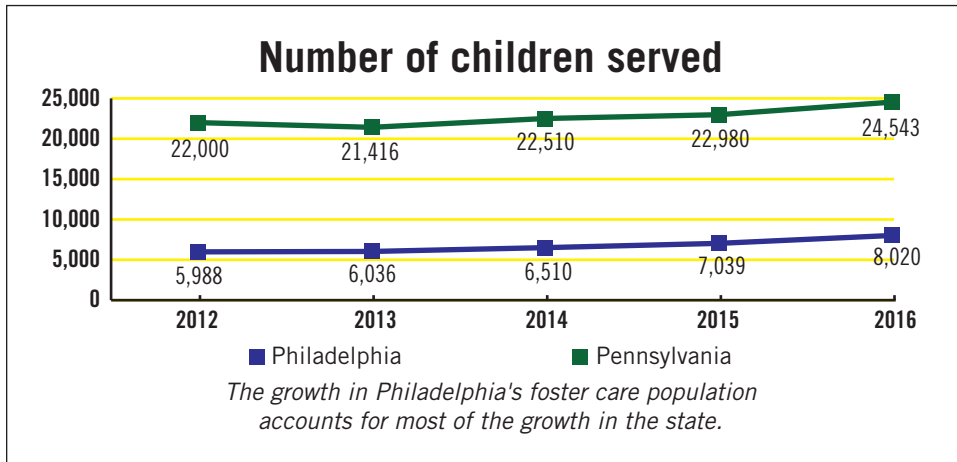 Number of children served
25,000
20,000
15,000
10,000
5,000
0
22,000 21,416 22,510 22,980 24,543
5,988 6,036 6,510 7,039 8,020
2012 2013 2014 2015 2016
Philadelphia Pennsylvania
The growth in Philadelphia's foster care population
accounts for most of the growth in the state.